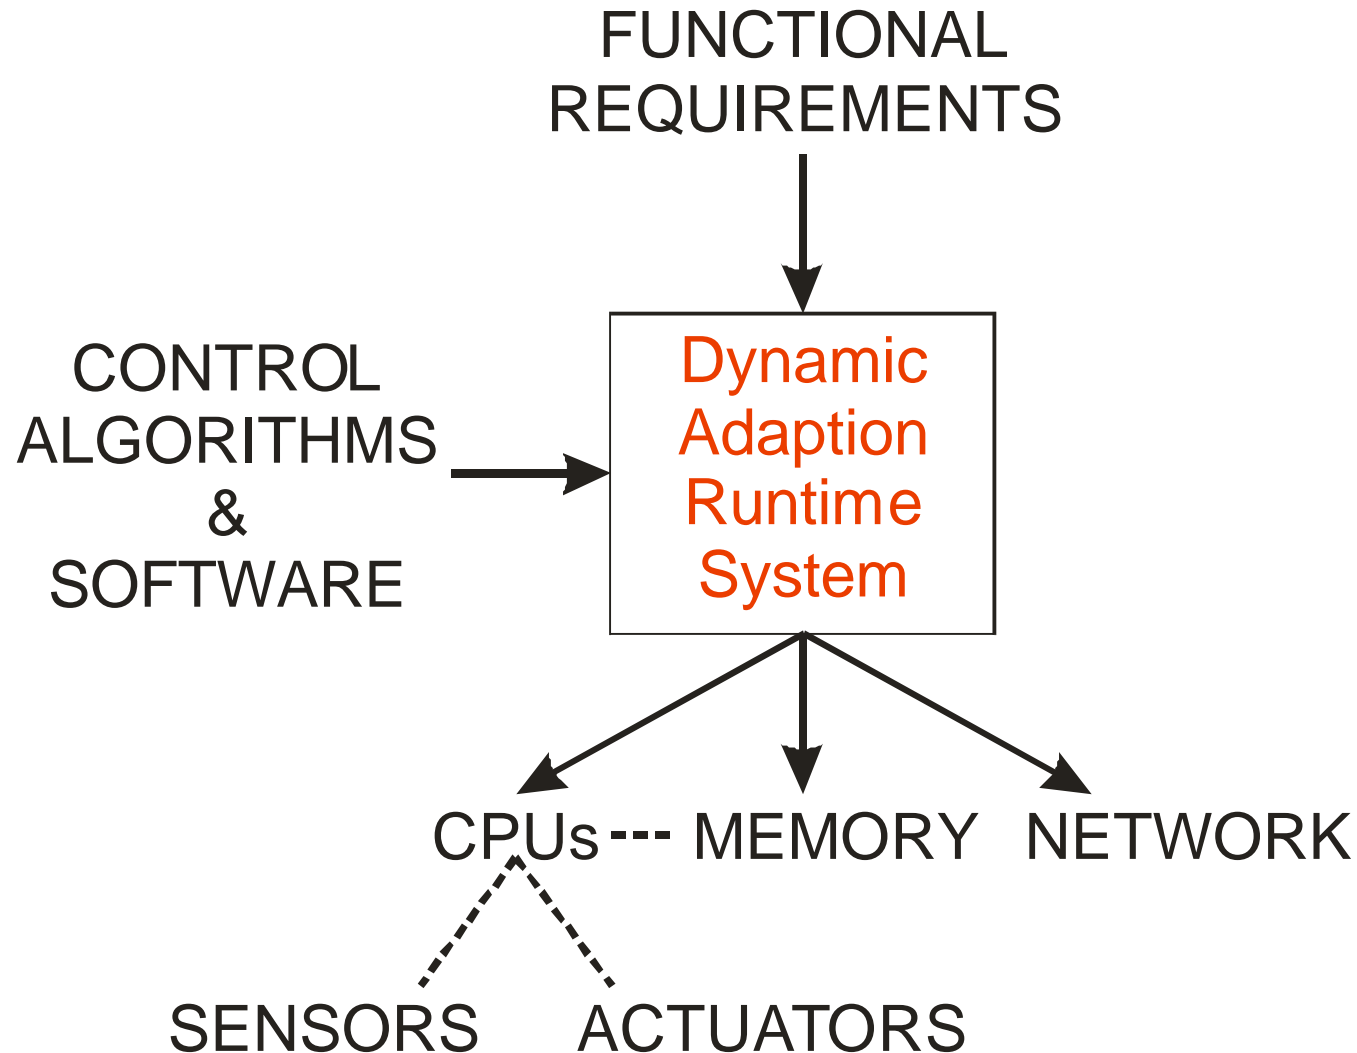 FUNCTIONAL
REQUIREMENTS
CONTROL
ALGORITHMS
&
SOFTWARE
Dynamic
Adaption
Runtime
System
CPUs
MEMORY
NETWORK
SENSORS
ACTUATORS